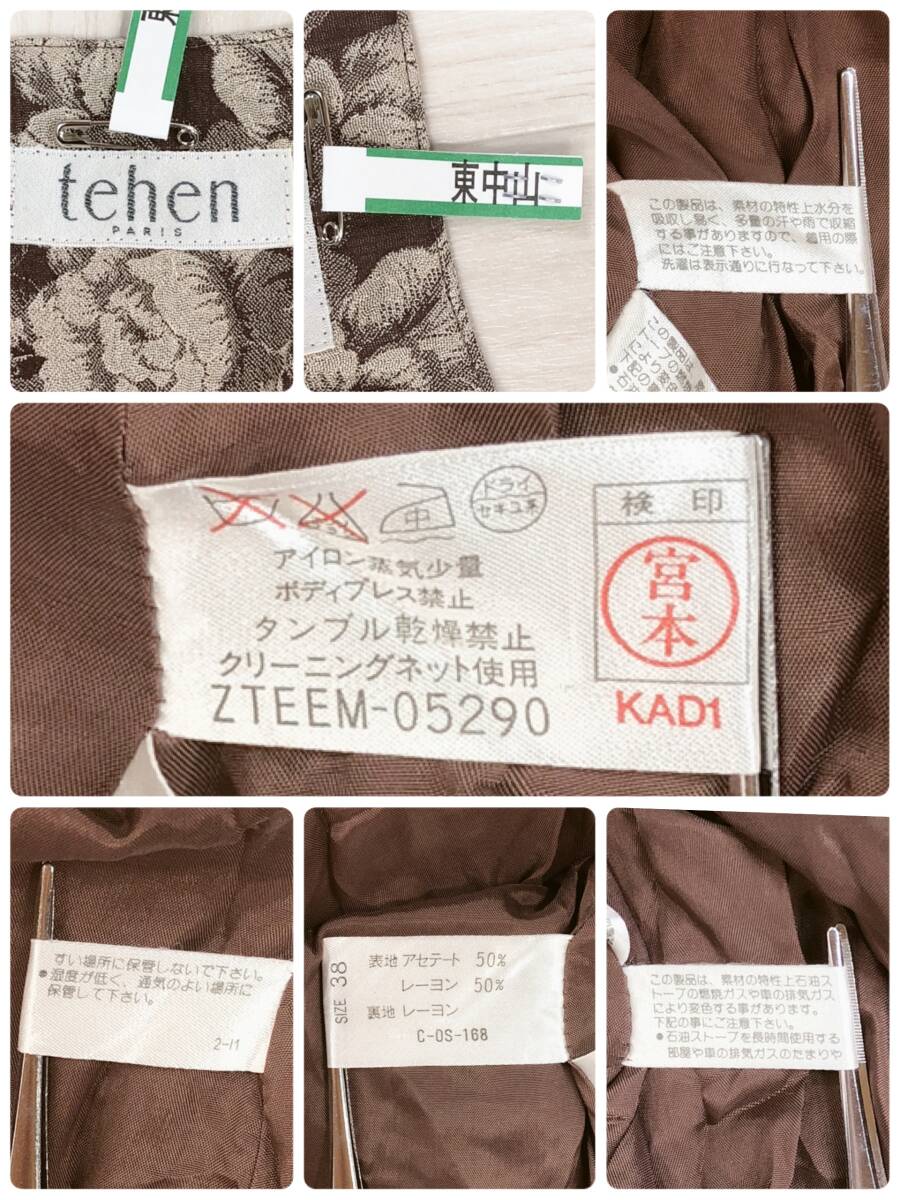 東
tehen
PARIS
東中山
この製品は、素材の特性上水分を
吸収し易く、多量の汗や雨で収縮
する事がありますので、着用の際
にはご注意下さい。
洗濯は表示通りに行なって下さい。
この製品は、
中
ドライ
セキユ系
アイロン蒸気少量
ボディプレス禁止
タンブル乾燥禁止
クリーニングネット使用
ZTEEM-05290
検 印
宮本
KAD1
すい場所に保管しないで下さい。
●湿度が低く、通気のよい場所に
保管して下さい。
2-11
SIZE 38
表地 アセテート 50%
レーヨン 50%
裏地 レーヨン
C-OS-168
この製品は、素材の特性上石油ス
トーブの燃焼ガスや車の排気ガス
により変色する事があります。
下記の事にご注意下さい。
●石油ストーブを長時間使用する
部屋や車の排気ガスのたまりや